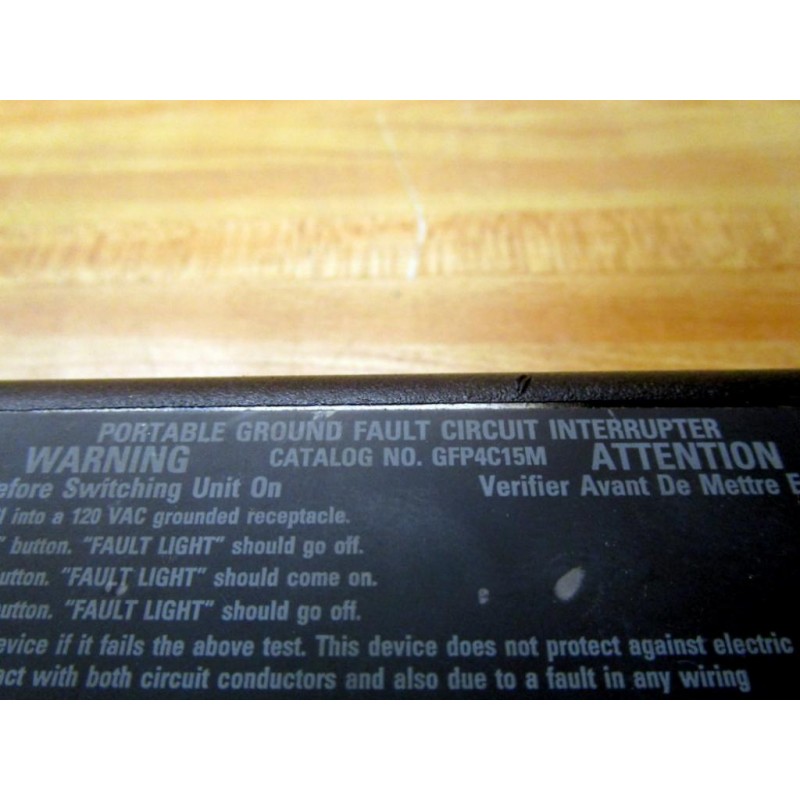 PORTABLE GROUND FAULT CIRCUIT INTERRUPTER
WARNING CATALOG NO. GFP4C15M ATTENTION
efore Switching Unit On Verifier Avant De Mettre E
into a 120 VAC grounded receptacle.
" button. "FAULT LIGHT" should go off.
utton. "FAULT LIGHT" should come on.
utton. "FAULT LIGHT" should go off.
evice if it fails the above test. This device does not protect against electric
act with both circuit conductors and also due to a fault in any wiring